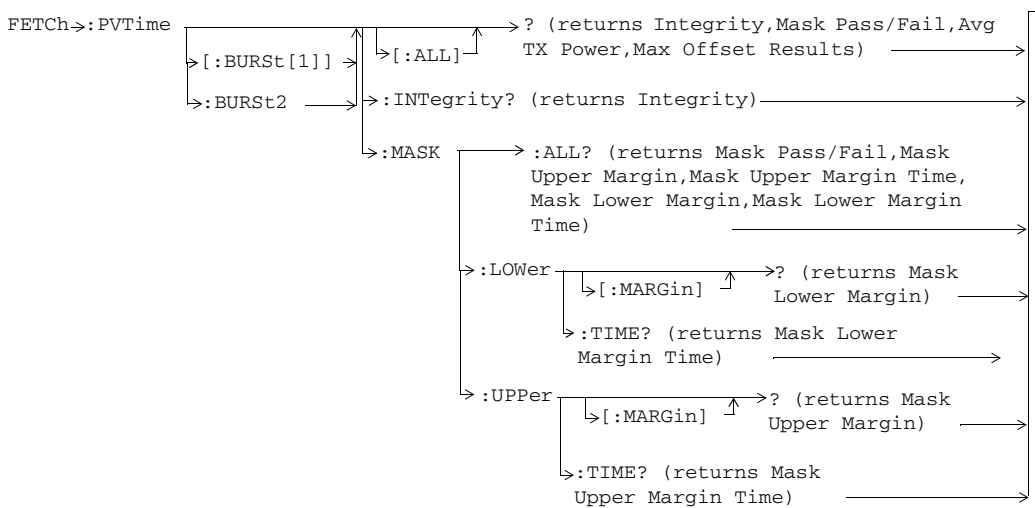 FETCh :PVTime ? (returns Integrity,Mask Pass/Fail,Avg
TX Power,Max Offset Results)
[:BURSt[1]] [:ALL]
:BURSt2 :INTegrity? (returns Integrity)
:MASK :ALL? (returns Mask Pass/Fail,Mask
Upper Margin,Mask Upper Margin Time,
Mask Lower Margin,Mask Lower Margin
Time)
:LOWer ? (returns Mask
[:MARGin] Lower Margin)
:TIME? (returns Mask Lower
Margin Time)
:UPPer ? (returns Mask
[:MARGin] Upper Margin)
:TIME? (returns Mask
Upper Margin Time)